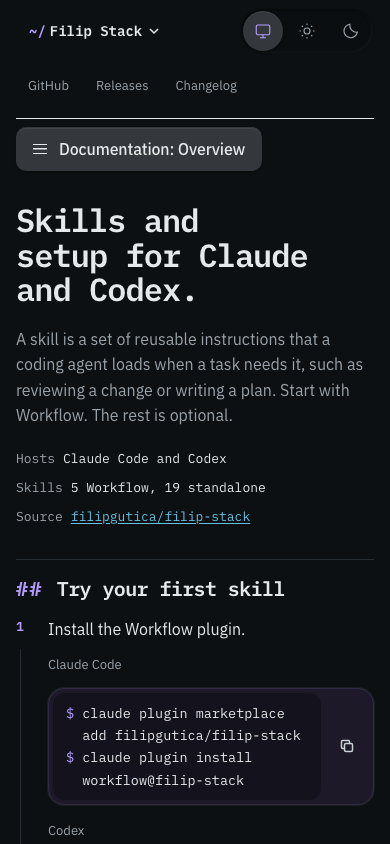 ~/ Filip Stack
GitHub Releases Changelog
Documentation: Overview
Skills and
setup for Claude
and Codex.
A skill is a set of reusable instructions that a
coding agent loads when a task needs it, such as
reviewing a change or writing a plan. Start with
Workflow. The rest is optional.
Hosts Claude Code and Codex
Skills 5 Workflow, 19 standalone
Source filipgutica/filip-stack
## Try your first skill
1 Install the Workflow plugin.
Claude Code
$ claude plugin marketplace
add filipgutica/filip-stack
$ claude plugin install
workflow@filip-stack
Codex